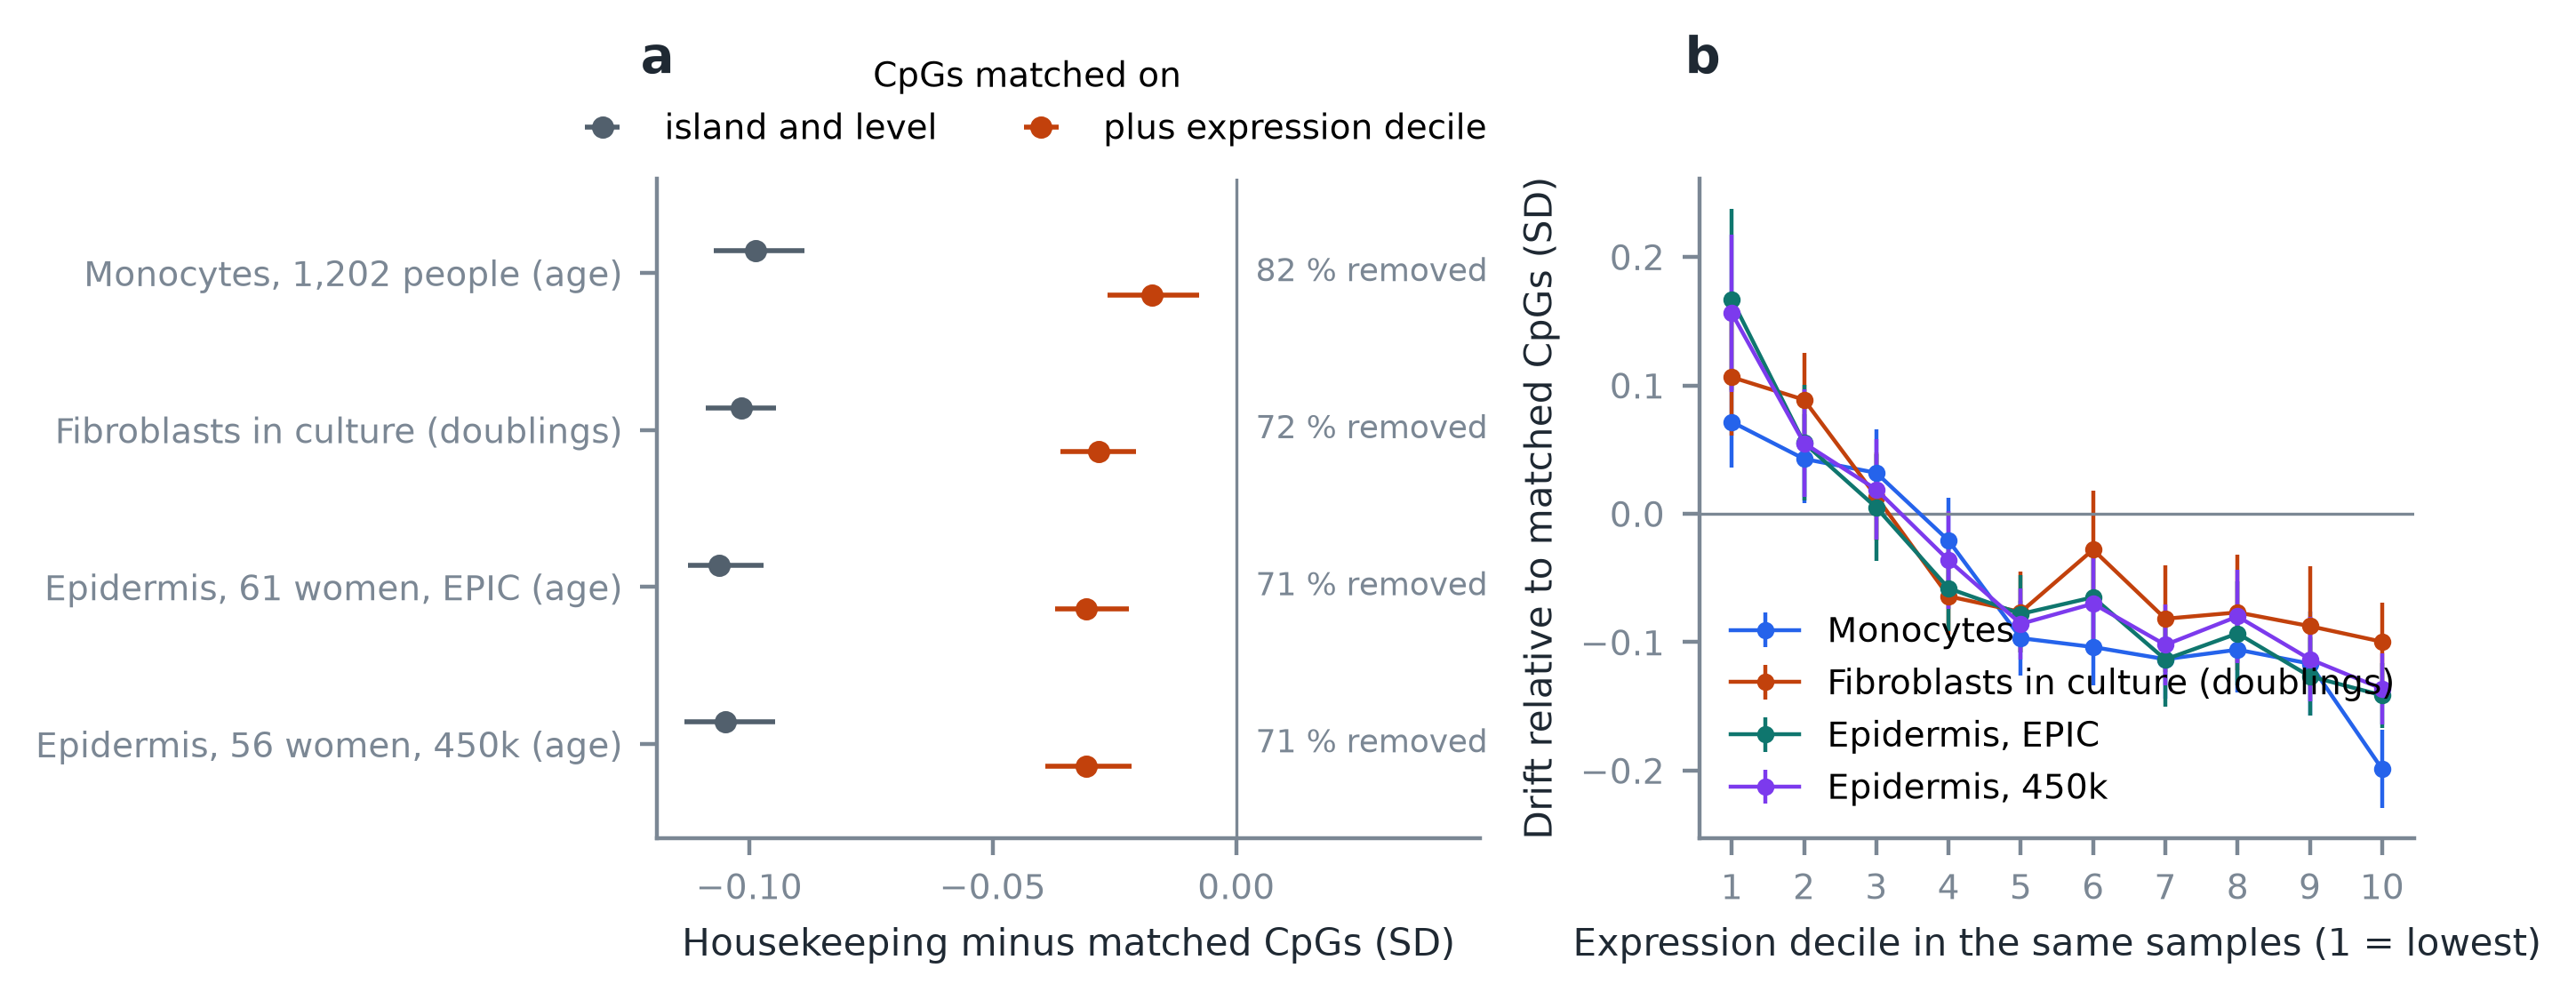 a
CpGs matched on
island and level
plus expression decile
Monocytes, 1,202 people (age)
82 % removed
Fibroblasts in culture (doublings)
72 % removed
Epidermis, 61 women, EPIC (age)
71 % removed
Epidermis, 56 women, 450k (age)
71 % removed
−0.10
−0.05
0.00
Housekeeping minus matched CpGs (SD)
b
Drift relative to matched CpGs (SD)
0.2
0.1
0.0
−0.1
−0.2
Monocytes
Fibroblasts in culture (doublings)
Epidermis, EPIC
Epidermis, 450k
1 2 3 4 5 6 7 8 9 10
Expression decile in the same samples (1 = lowest)